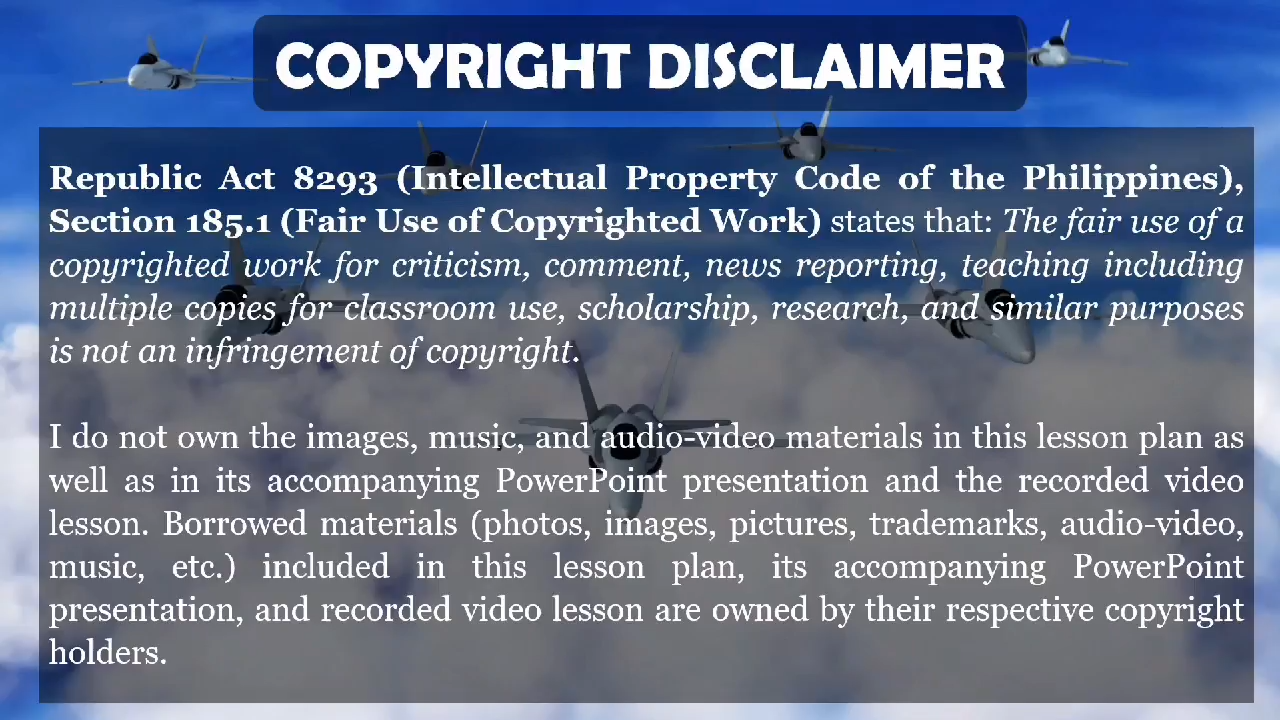 COPYRIGHT DISCLAIMER
Republic Act 8293 (Intellectual Property Code of the Philippines),
Section 185.1 (Fair Use of Copyrighted Work) states that: The fair use of a
copyrighted work for criticism, comment, news reporting, teaching including
multiple copies for classroom use, scholarship, research, and similar purposes
is not an infringement of copyright.
I do not own the images, music, and audio-video materials in this lesson plan as
well as in its accompanying PowerPoint presentation and the recorded video
lesson. Borrowed materials (photos, images, pictures, trademarks, audio-video,
music, etc.) included in this lesson plan, its accompanying PowerPoint
presentation, and recorded video lesson are owned by their respective copyright
holders.